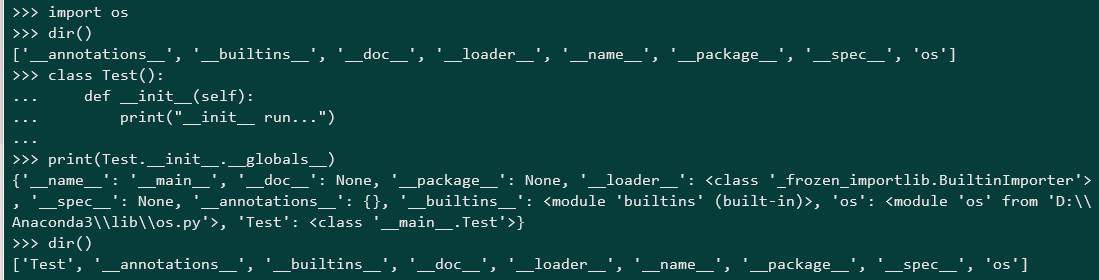 >>> import os
>>> dir()
['__annotations__', '__builtins__', '__doc__', '__loader__', '__name__', '__package__', '__spec__', 'os']
>>> class Test():
...     def __init__(self):
...         print("__init__ run...")
...
>>> print(Test.__init__.__globals__)
{'__name__': '__main__', '__doc__': None, '__package__': None, '__loader__': <class '_frozen_importlib.BuiltinImporter'>
, '__spec__': None, '__annotations__': {}, '__builtins__': <module 'builtins' (built-in)>, 'os': <module 'os' from 'D:\\
Anaconda3\\lib\\os.py'>, 'Test': <class '__main__.Test'>}
>>> dir()
['Test', '__annotations__', '__builtins__', '__doc__', '__loader__', '__name__', '__package__', '__spec__', 'os']